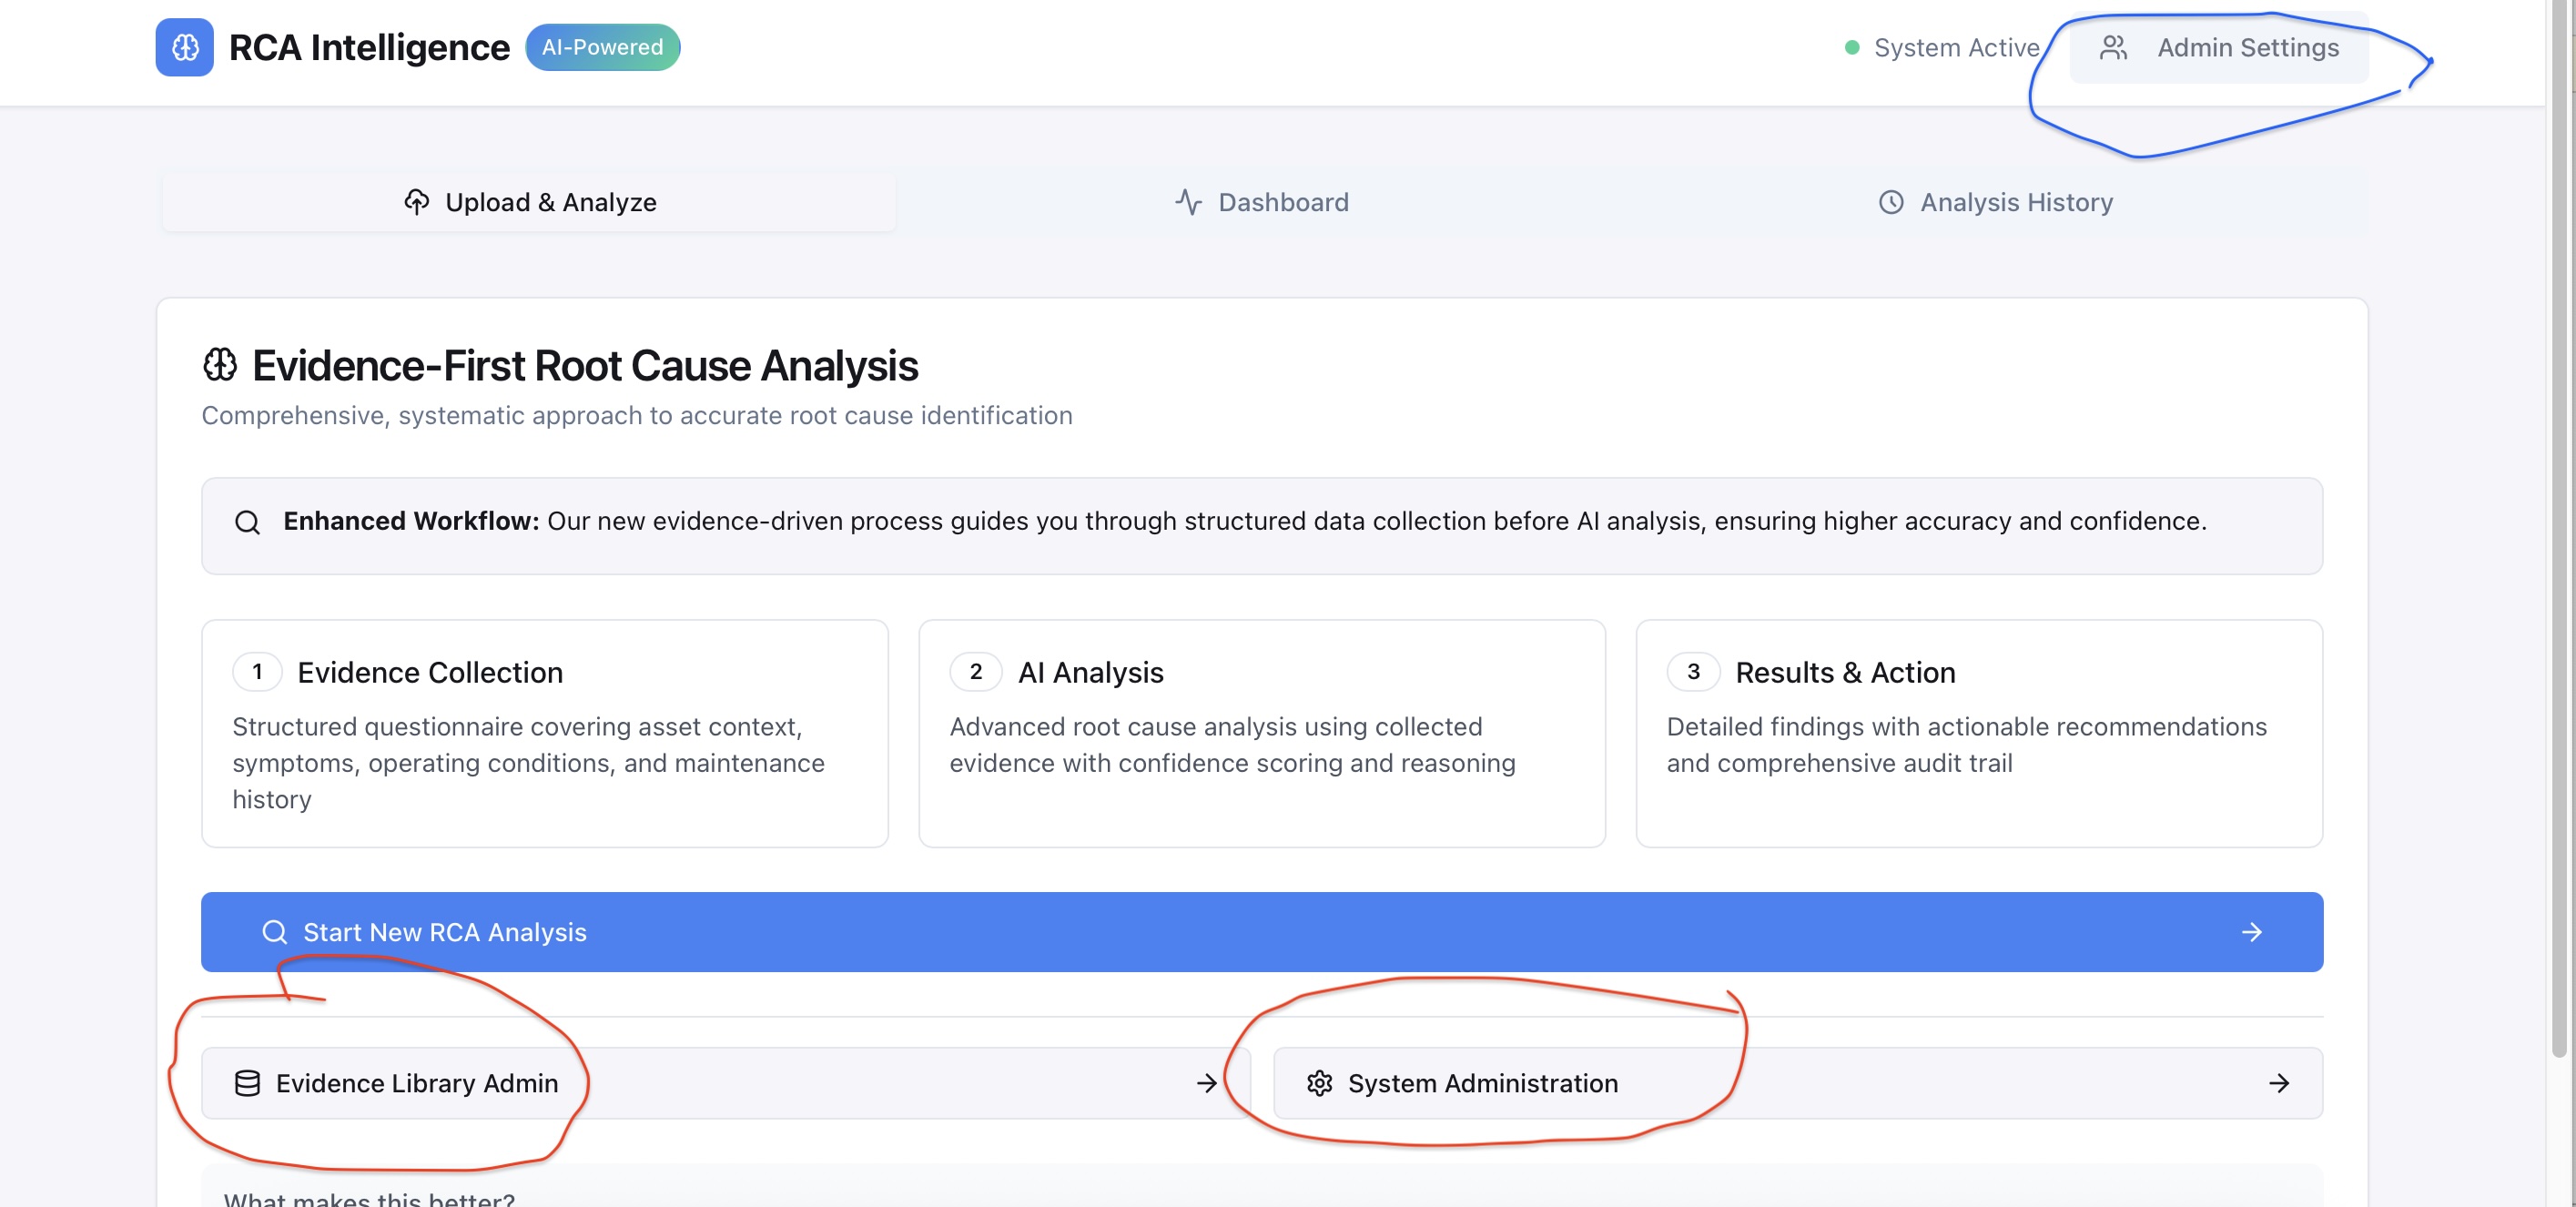 RCA Intelligence AI-Powered
System Active
Admin Settings
Upload & Analyze
Dashboard
Analysis History
Evidence-First Root Cause Analysis
Comprehensive, systematic approach to accurate root cause identification
Enhanced Workflow: Our new evidence-driven process guides you through structured data collection before AI analysis, ensuring higher accuracy and confidence.
1 Evidence Collection
Structured questionnaire covering asset context,
symptoms, operating conditions, and maintenance
history
2 AI Analysis
Advanced root cause analysis using collected
evidence with confidence scoring and reasoning
3 Results & Action
Detailed findings with actionable recommendations
and comprehensive audit trail
Start New RCA Analysis
Evidence Library Admin
System Administration
What makes this better?